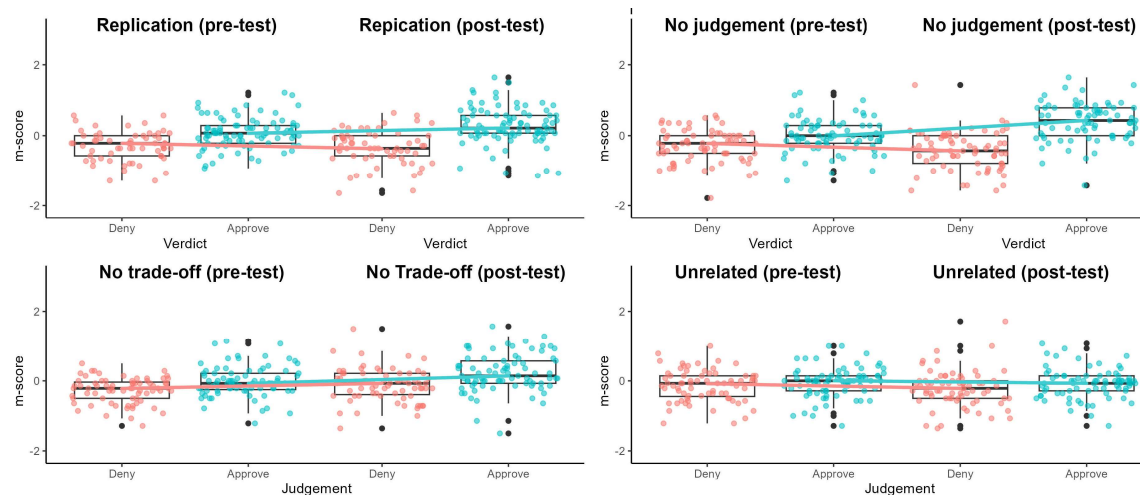 Replication (pre-test) Repication (post-test)
2
0
-2
m-score
Deny Approve Deny Approve
Verdict Verdict
No judgement (pre-test) No judgement (post-test)
2
0
-2
m-score
Deny Approve Deny Approve
Verdict Verdict
No trade-off (pre-test) No Trade-off (post-test)
2
0
-2
m-score
Deny Approve Deny Approve
Judgement
Unrelated (pre-test) Unrelated (post-test)
2
0
-2
m-score
Deny Approve Deny Approve
Judgement